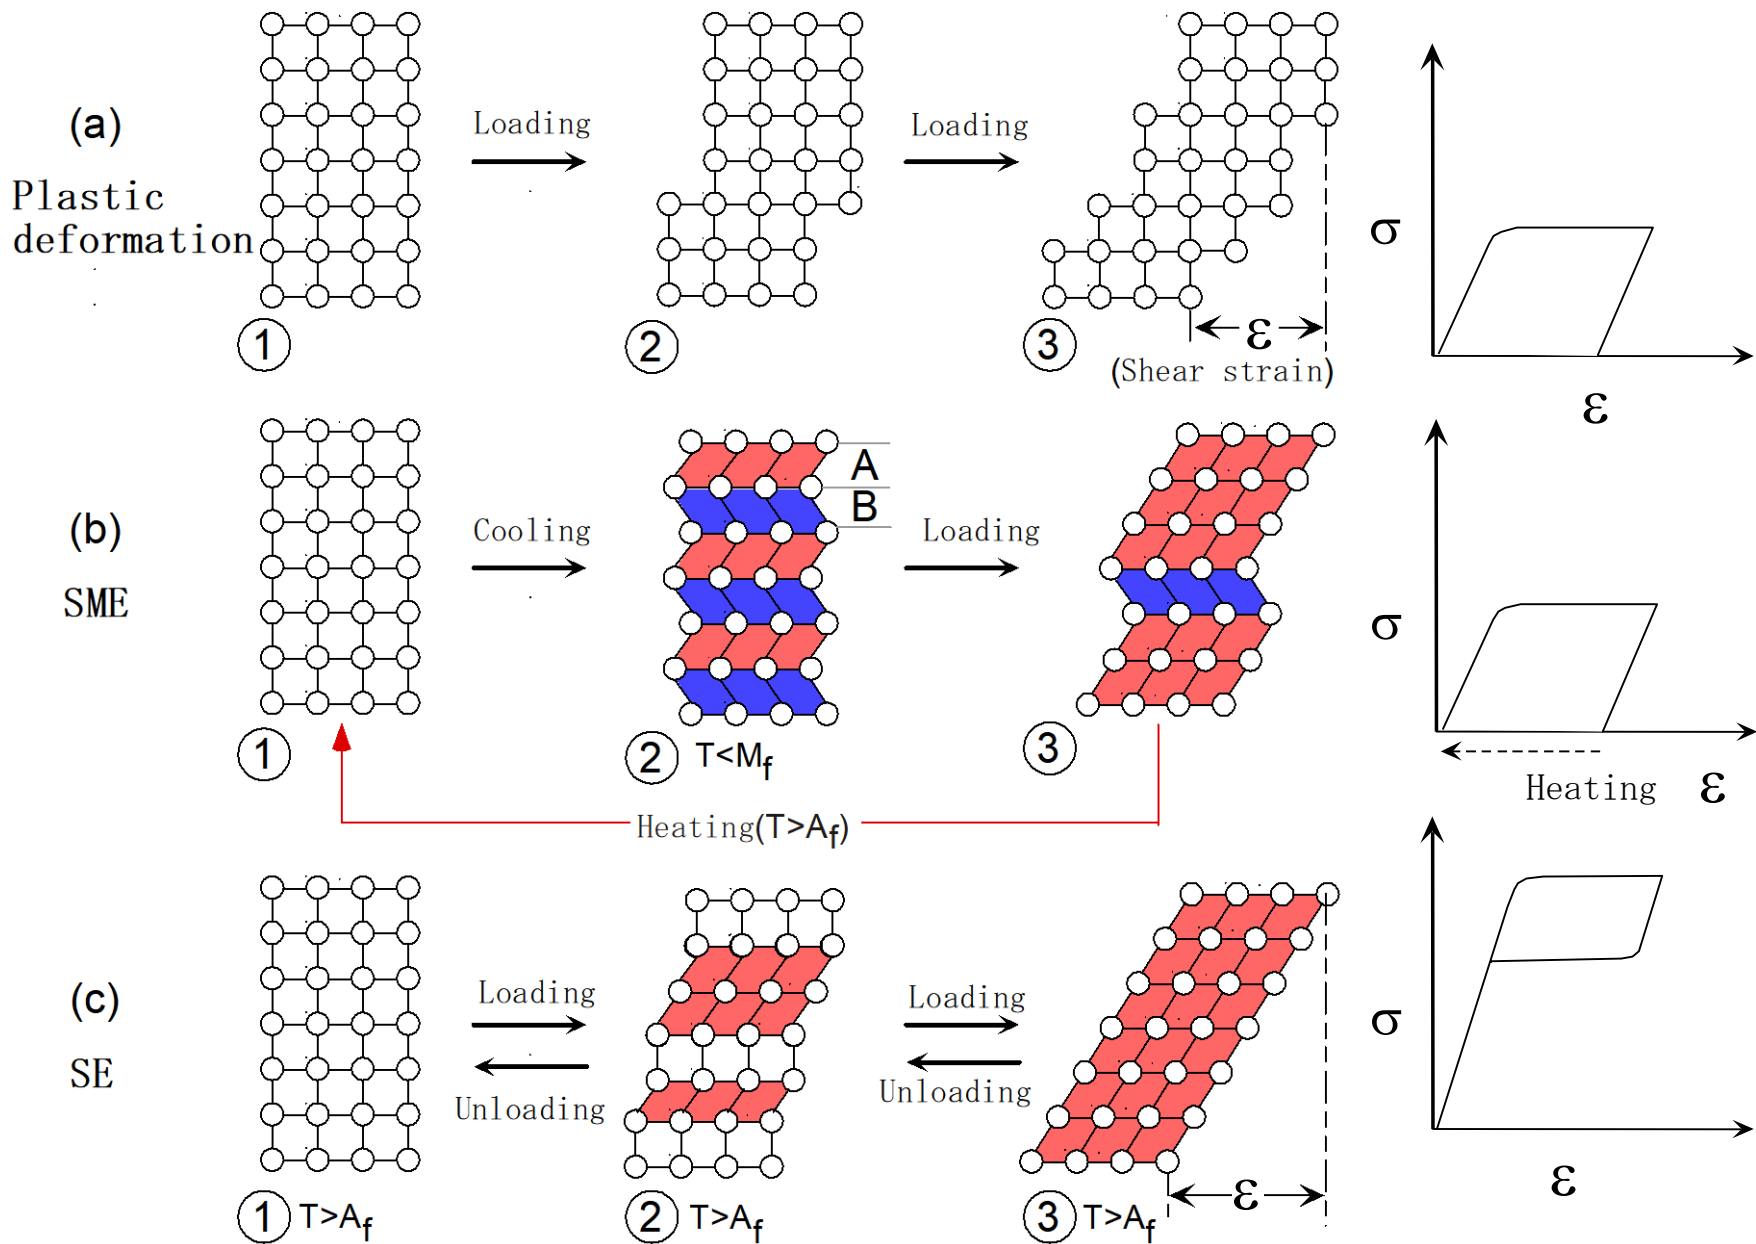 (a)
Plastic
deformation
Loading
Loading
1
2
3
ε
(Shear strain)
σ
ε
(b)
SME
Cooling
A
B
Loading
1
2 T<Mf
3
Heating(T>Af)
σ
Heating ε
(c)
SE
Loading
Unloading
Loading
Unloading
1 T>Af
2 T>Af
3 T>Af
ε
σ
ε